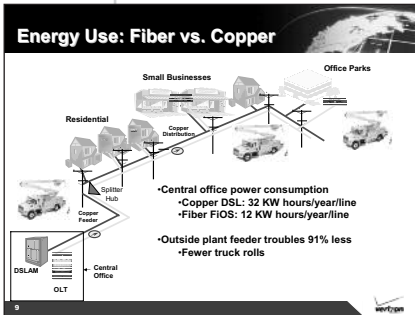 Energy Use: Fiber vs. Copper
Office Parks
Small Businesses
Residential
Copper
Distribution
Splitter
Hub
Copper
Feeder
•Central office power consumption
•Copper DSL: 32 KW hours/year/line
•Fiber FiOS: 12 KW hours/year/line
•Outside plant feeder troubles 91% less
•Fewer truck rolls
DSLAM
Central
Office
OLT
9
verizon